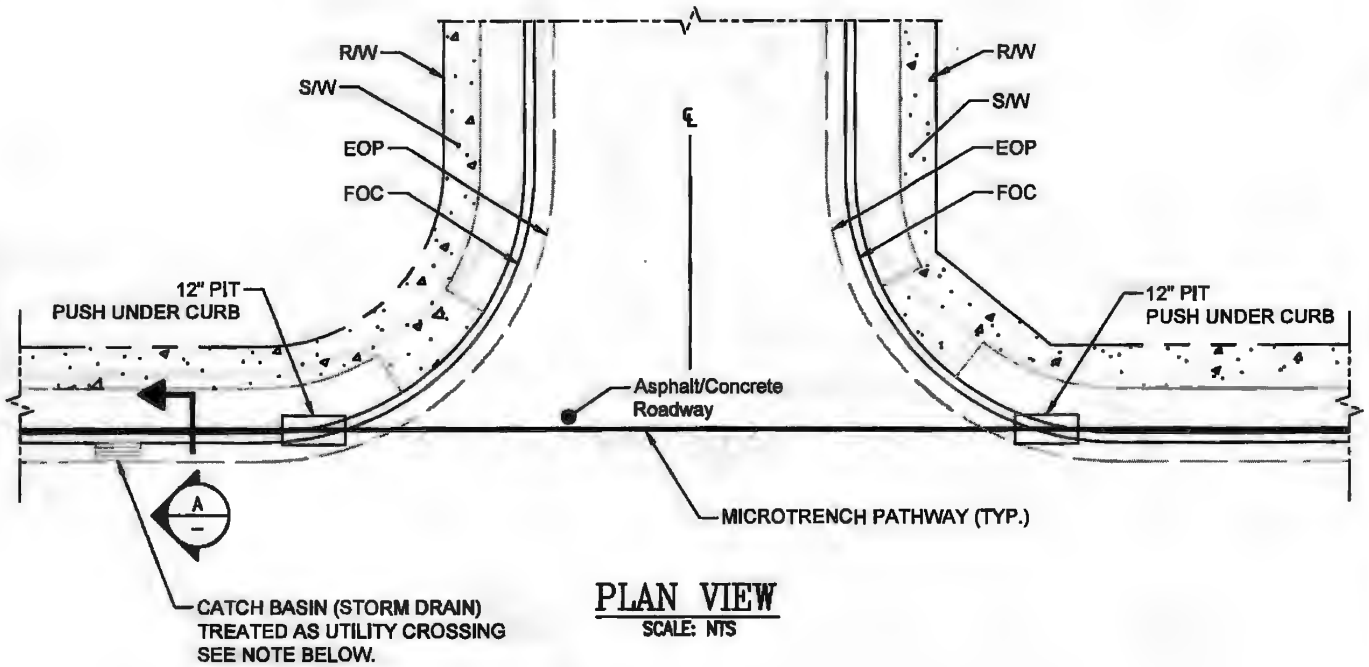 R/W
S/W
EOP
FOC
12" PIT
PUSH UNDER CURB
℄
R/W
S/W
EOP
FOC
12" PIT
PUSH UNDER CURB
Asphalt/Concrete
Roadway
A
–
MICROTRENCH PATHWAY (TYP.)
CATCH BASIN (STORM DRAIN)
TREATED AS UTILITY CROSSING
SEE NOTE BELOW.
PLAN VIEW
SCALE: NTS